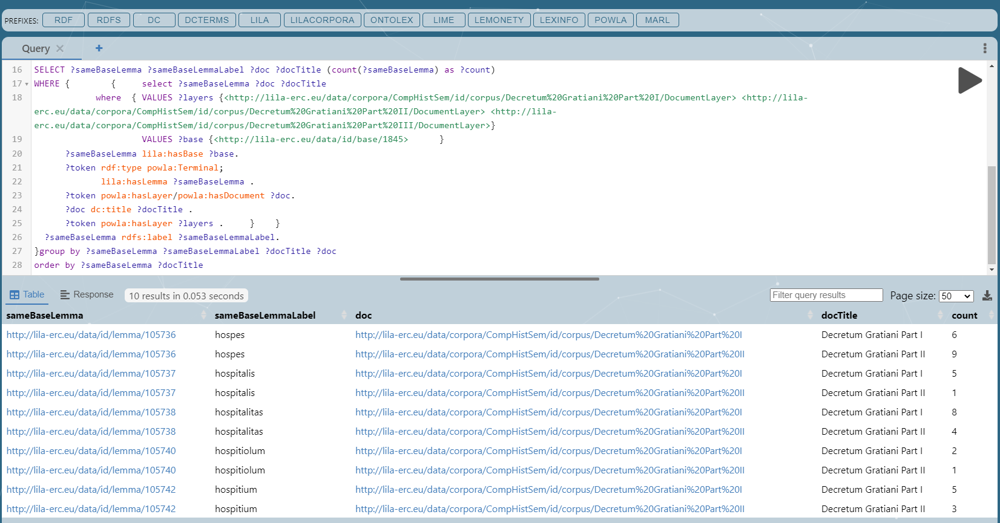 PREFIXES: RDF RDFS DC DCTERMS LILA LILACORPORA ONTOLEX LIME LEMONETY LEXINFO POWLA MARL
Query × +
16 SELECT ?sameBaseLemma ?sameBaseLemmaLabel ?doc ?docTitle (count(?sameBaseLemma) as ?count)
17 WHERE { { select ?sameBaseLemma ?doc ?docTitle
18 where { VALUES ?layers {<http://lila-erc.eu/data/corpora/CompHistSem/id/corpus/Decretum%20Gratiani%20Part%20I/DocumentLayer> <http://lila-
erc.eu/data/corpora/CompHistSem/id/corpus/Decretum%20Gratiani%20Part%20II/DocumentLayer> <http://lila-
erc.eu/data/corpora/CompHistSem/id/corpus/Decretum%20Gratiani%20Part%20III/DocumentLayer>}
19 VALUES ?base {<http://lila-erc.eu/data/id/base/1845> }
20 ?sameBaseLemma lila:hasBase ?base.
21 ?token rdf:type powla:Terminal;
22 lila:hasLemma ?sameBaseLemma .
23 ?token powla:hasLayer/powla:hasDocument ?doc.
24 ?doc dc:title ?docTitle .
25 ?token powla:hasLayer ?layers . } }
26 ?sameBaseLemma rdfs:label ?sameBaseLemmaLabel.
27 }group by ?sameBaseLemma ?sameBaseLemmaLabel ?docTitle ?doc
28 order by ?sameBaseLemma ?docTitle
Table Response 10 results in 0.053 seconds Filter query results Page size: 50
sameBaseLemma sameBaseLemmaLabel doc docTitle count
http://lila-erc.eu/data/id/lemma/105736 hospes http://lila-erc.eu/data/corpora/CompHistSem/id/corpus/Decretum%20Gratiani%20Part%20I Decretum Gratiani Part I 6
http://lila-erc.eu/data/id/lemma/105736 hospes http://lila-erc.eu/data/corpora/CompHistSem/id/corpus/Decretum%20Gratiani%20Part%20II Decretum Gratiani Part II 9
http://lila-erc.eu/data/id/lemma/105737 hospitalis http://lila-erc.eu/data/corpora/CompHistSem/id/corpus/Decretum%20Gratiani%20Part%20I Decretum Gratiani Part I 5
http://lila-erc.eu/data/id/lemma/105737 hospitalis http://lila-erc.eu/data/corpora/CompHistSem/id/corpus/Decretum%20Gratiani%20Part%20II Decretum Gratiani Part II 1
http://lila-erc.eu/data/id/lemma/105738 hospitalitas http://lila-erc.eu/data/corpora/CompHistSem/id/corpus/Decretum%20Gratiani%20Part%20I Decretum Gratiani Part I 8
http://lila-erc.eu/data/id/lemma/105738 hospitalitas http://lila-erc.eu/data/corpora/CompHistSem/id/corpus/Decretum%20Gratiani%20Part%20II Decretum Gratiani Part II 4
http://lila-erc.eu/data/id/lemma/105740 hospitiolum http://lila-erc.eu/data/corpora/CompHistSem/id/corpus/Decretum%20Gratiani%20Part%20I Decretum Gratiani Part I 2
http://lila-erc.eu/data/id/lemma/105740 hospitiolum http://lila-erc.eu/data/corpora/CompHistSem/id/corpus/Decretum%20Gratiani%20Part%20II Decretum Gratiani Part II 1
http://lila-erc.eu/data/id/lemma/105742 hospitium http://lila-erc.eu/data/corpora/CompHistSem/id/corpus/Decretum%20Gratiani%20Part%20I Decretum Gratiani Part I 5
http://lila-erc.eu/data/id/lemma/105742 hospitium http://lila-erc.eu/data/corpora/CompHistSem/id/corpus/Decretum%20Gratiani%20Part%20II Decretum Gratiani Part II 3